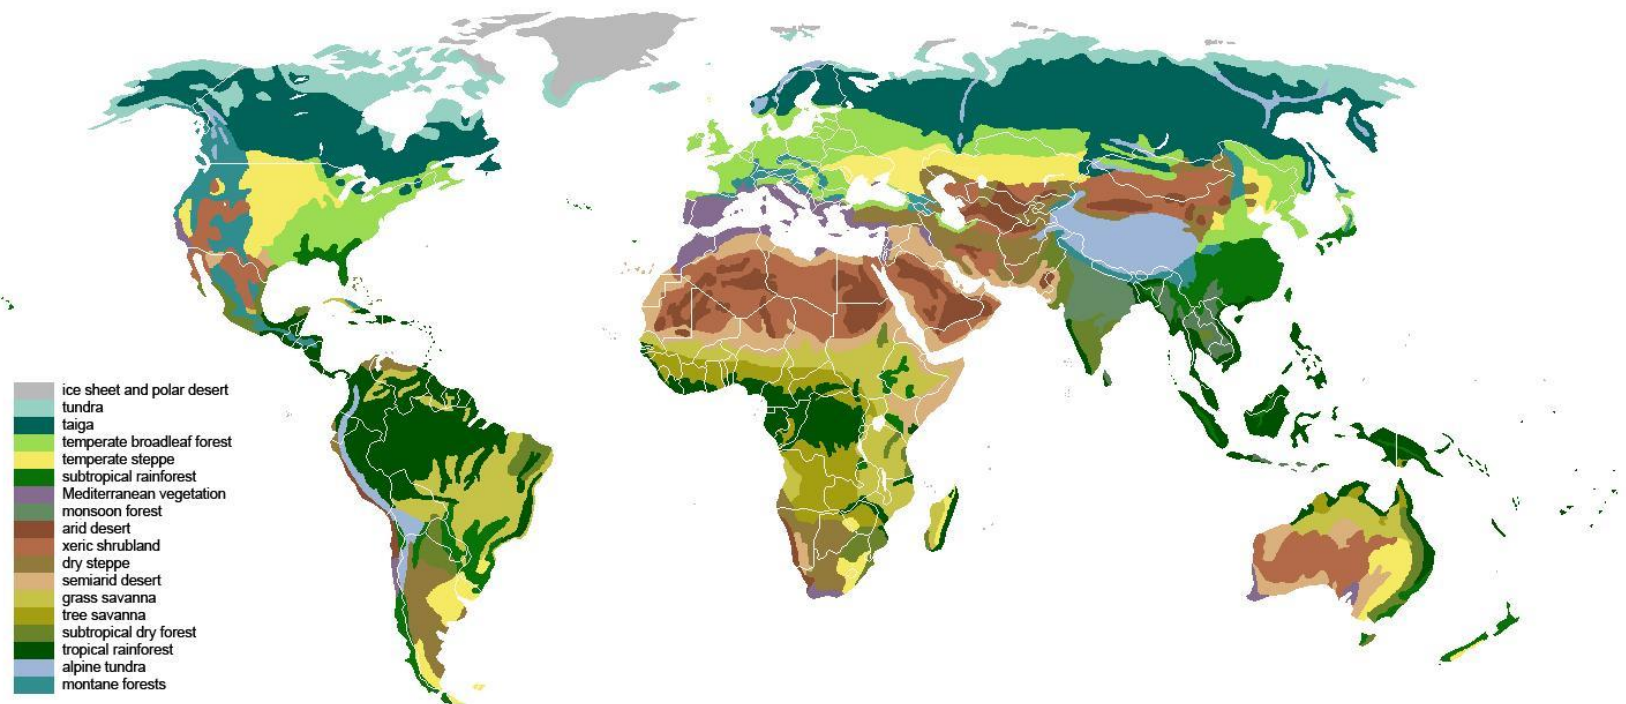 ice sheet and polar desert
tundra
taiga
temperate broadleaf forest
temperate steppe
subtropical rainforest
Mediterranean vegetation
monsoon forest
arid desert
xeric shrubland
dry steppe
semiarid desert
grass savanna
tree savanna
subtropical dry forest
tropical rainforest
alpine tundra
montane forests